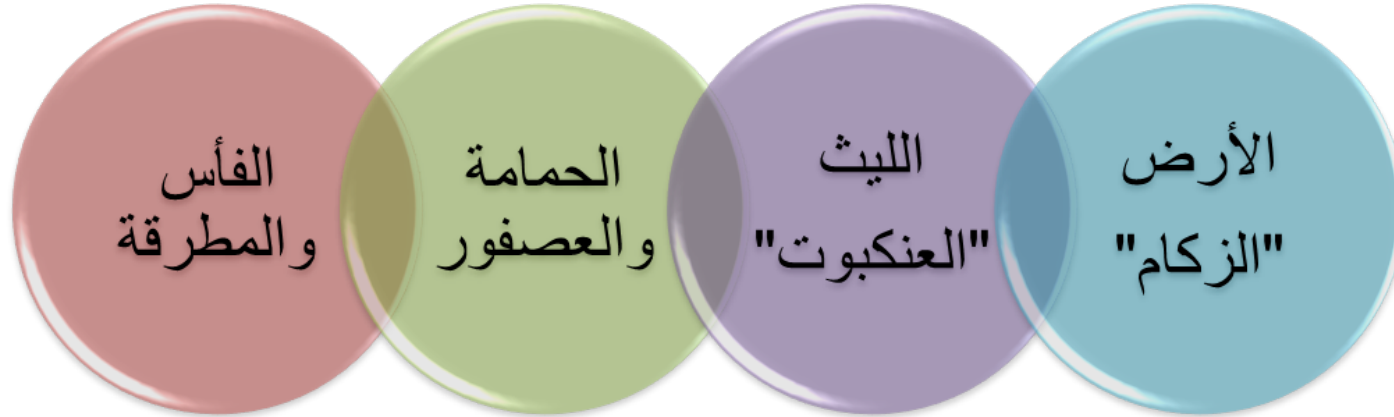 الأرض
"الزكام"
الليث
"العنكبوت"
الحمامة
والعصفور
الفأس
والمطرقة